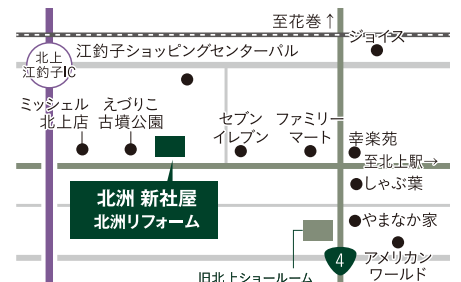 至花巻↑
ジョイス
北上
江釣子IC
江釣子ショッピングセンターパル
ミッシェル
北上店
えづりこ
古墳公園
セブン
イレブン
ファミリー
マート
幸楽苑
至北上駅→
しゃぶ葉
北洲 新社屋
北洲リフォーム
やまなか家
4
アメリカン
ワールド
旧北上ショールーム